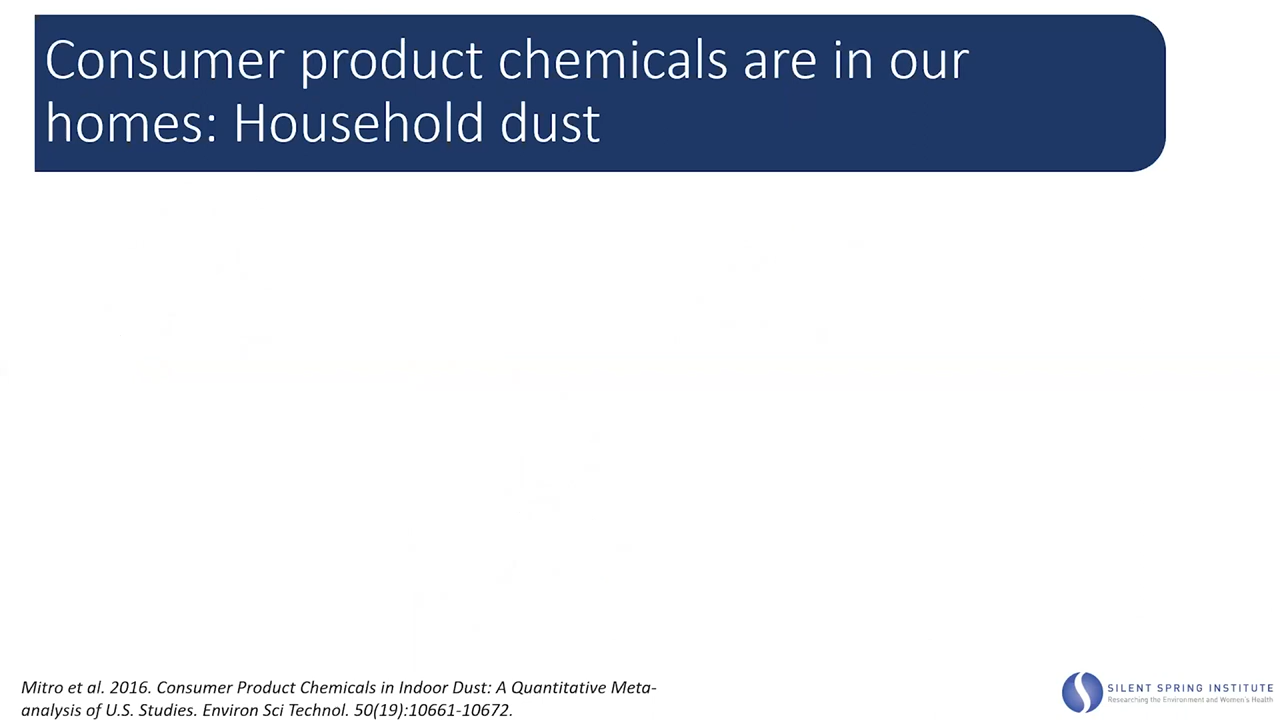 Consumer product chemicals are in our
homes: Household dust
Mitro et al. 2016. Consumer Product Chemicals in Indoor Dust: A Quantitative Meta-
analysis of U.S. Studies. Environ Sci Technol. 50(19):10661-10672.
SILENT SPRING INSTITUTE
Researching the Environment and Women's Health